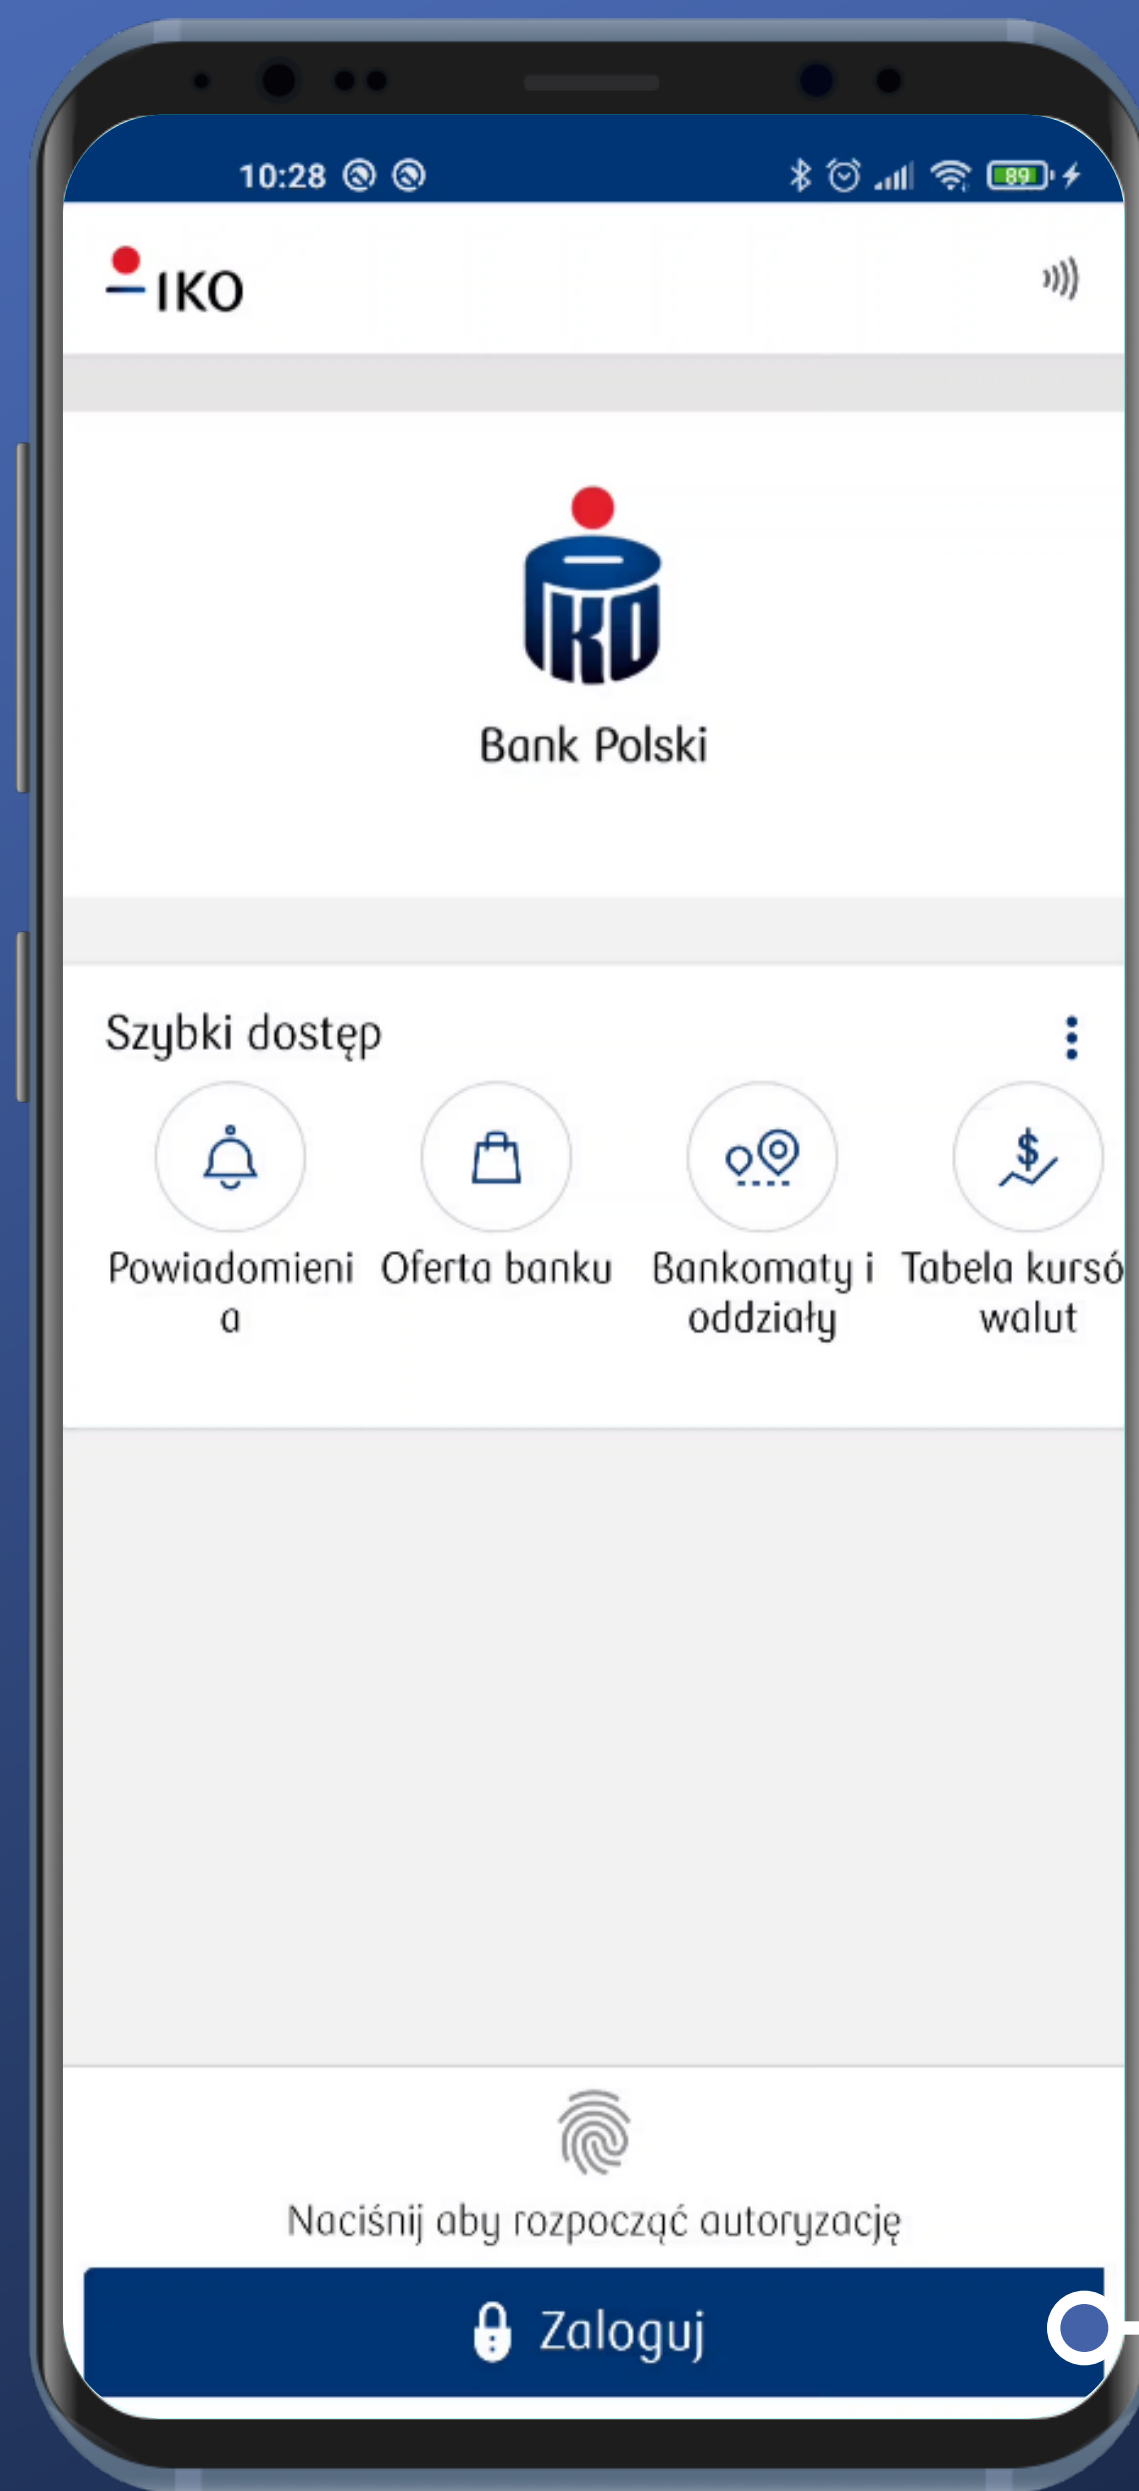 10:28
89
IKO
PKO
Bank Polski
Szybki dostęp
Powiadomieni
a
Oferta banku
Bankomaty i
oddziały
Tabela kursó
walut
Naciśnij aby rozpocząć autoryzację
Zaloguj